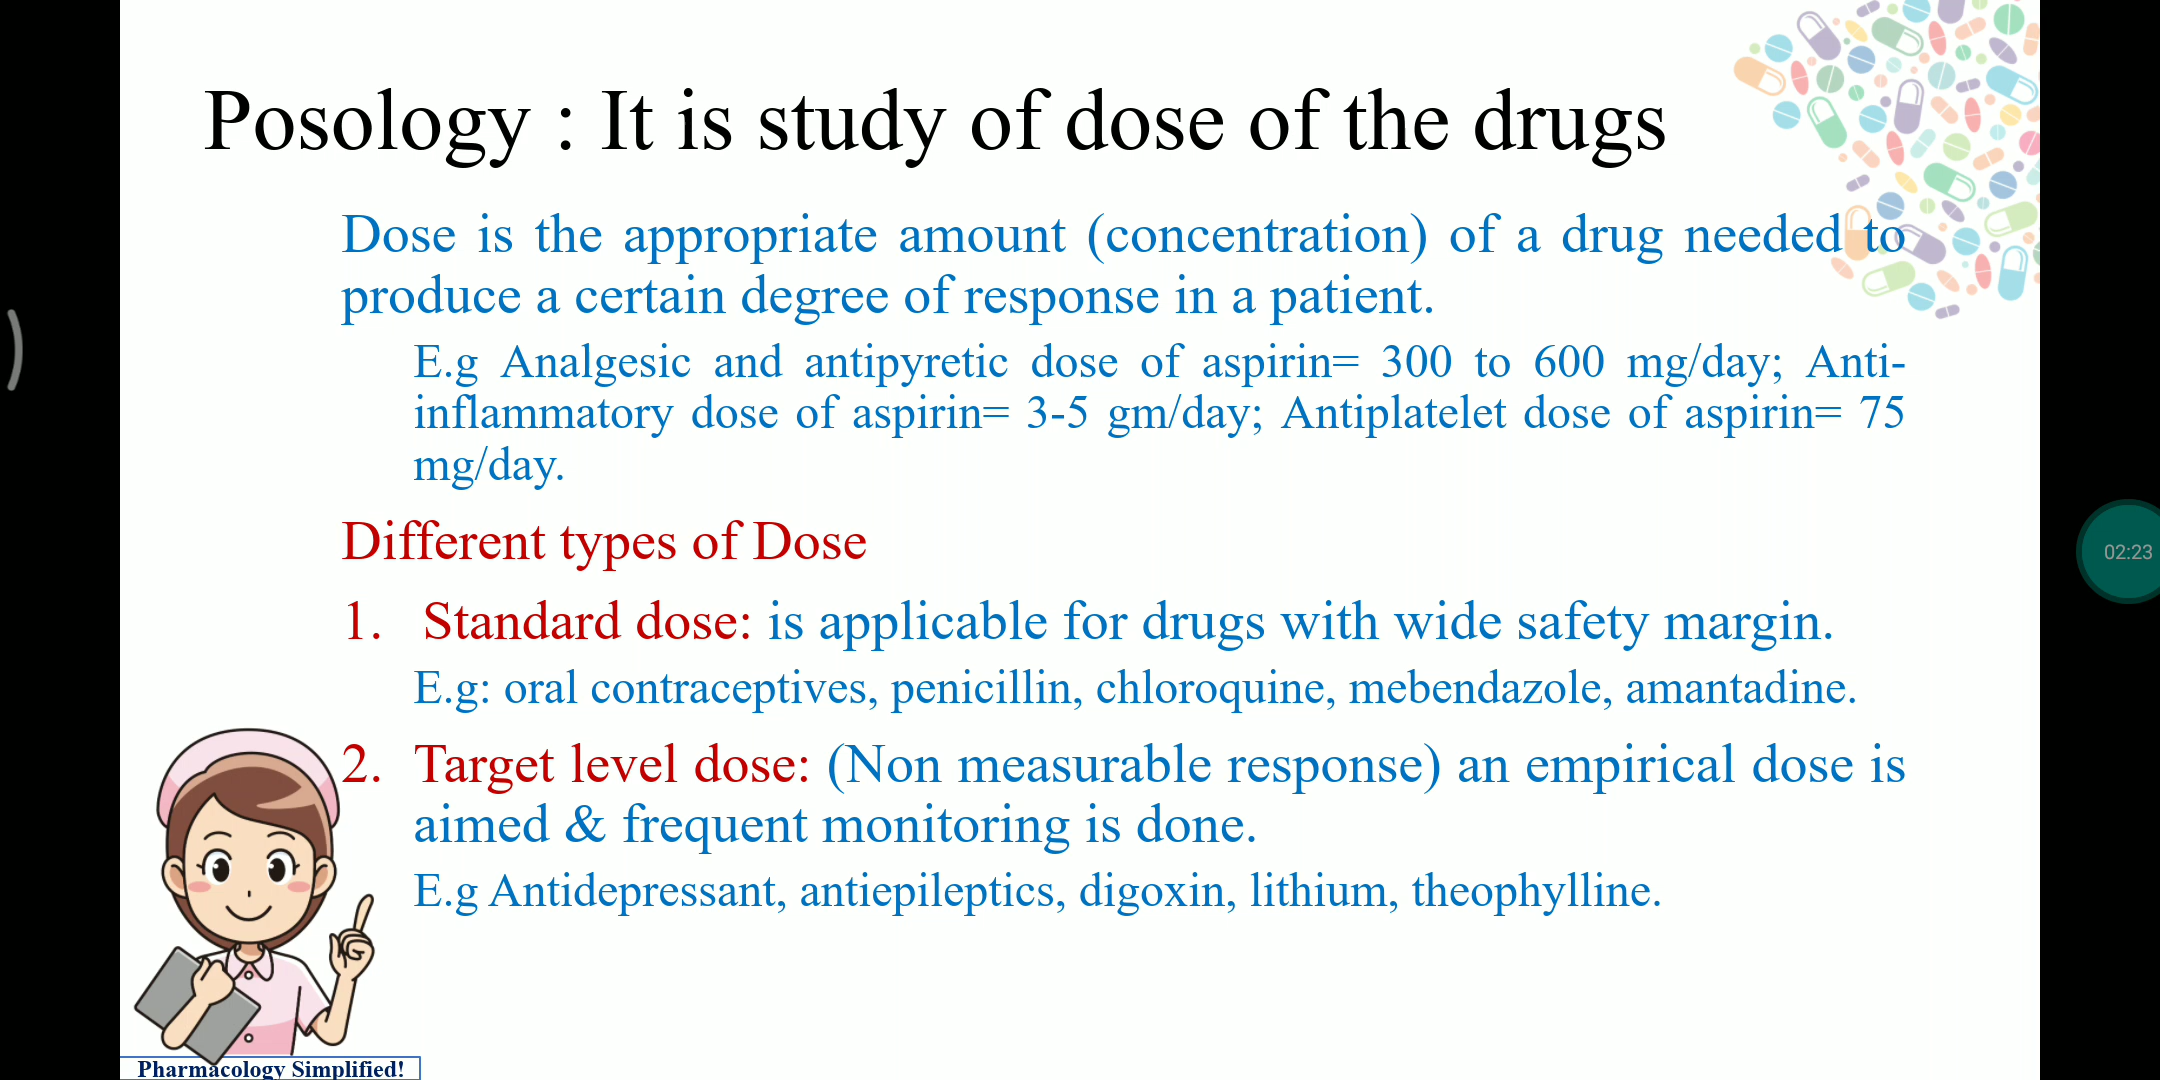 Posology : It is study of dose of the drugs
Dose is the appropriate amount (concentration) of a drug needed to
produce a certain degree of response in a patient.
E.g Analgesic and antipyretic dose of aspirin= 300 to 600 mg/day; Anti-
inflammatory dose of aspirin= 3-5 gm/day; Antiplatelet dose of aspirin= 75
mg/day.
Different types of Dose
1. Standard dose: is applicable for drugs with wide safety margin.
E.g: oral contraceptives, penicillin, chloroquine, mebendazole, amantadine.
2. Target level dose: (Non measurable response) an empirical dose is
aimed & frequent monitoring is done.
E.g Antidepressant, antiepileptics, digoxin, lithium, theophylline.
02:23
Pharmacology Simplified!